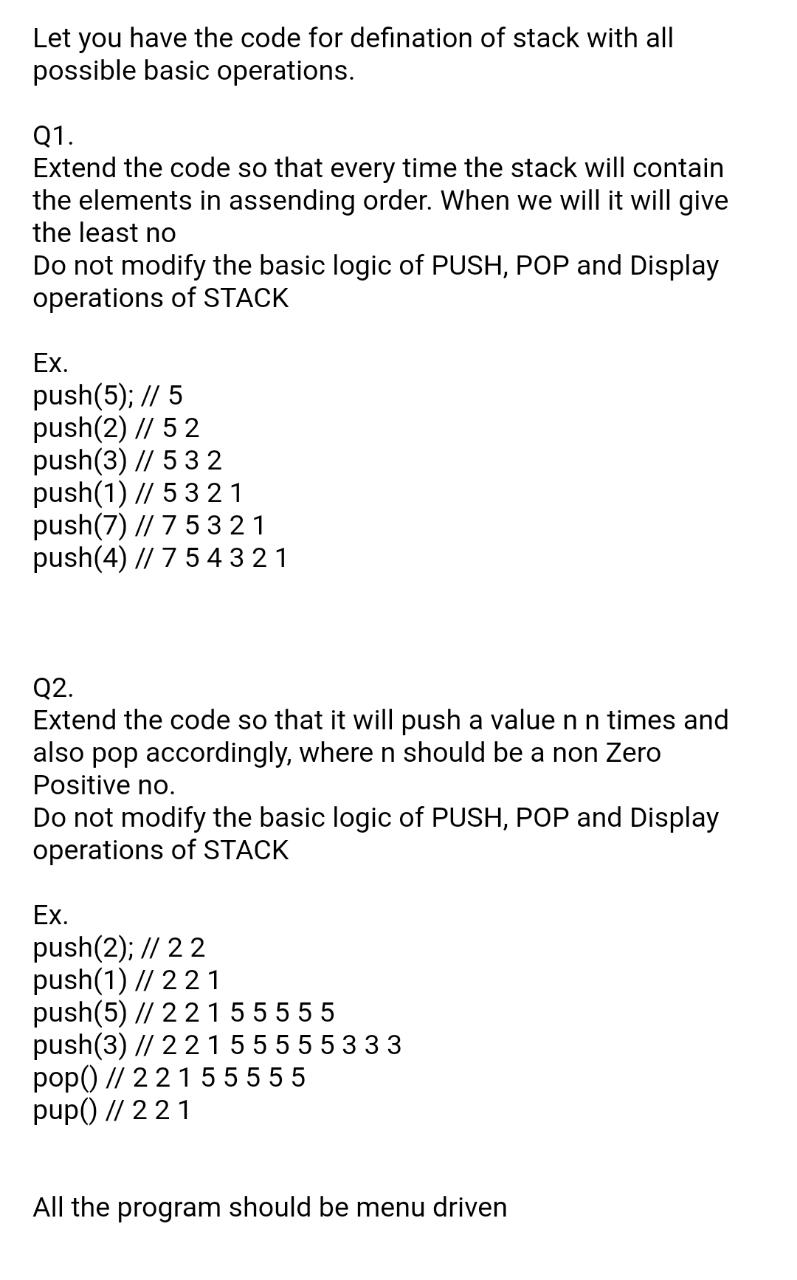 Let you have the code for defination of stack with all
possible basic operations.
Q1.
Extend the code so that every time the stack will contain
the elements in assending order. When we will it will give
the least no
Do not modify the basic logic of PUSH, POP and Display
operations of STACK
Ex.
push(5); // 5
push(2) // 5 2
push(3) // 5 3 2
push(1) // 5 3 2 1
push(7) // 7 5 3 2 1
push(4) // 7 5 4 3 2 1
Q2.
Extend the code so that it will push a value n n times and
also pop accordingly, where n should be a non Zero
Positive no.
Do not modify the basic logic of PUSH, POP and Display
operations of STACK
Ex.
push(2); // 2 2
push(1) // 2 2 1
push(5) // 2 2 1 5 5 5 5 5
push(3) // 2 2 1 5 5 5 5 5 3 3 3
pop() // 2 2 1 5 5 5 5 5
pup() // 2 2 1
All the program should be menu driven